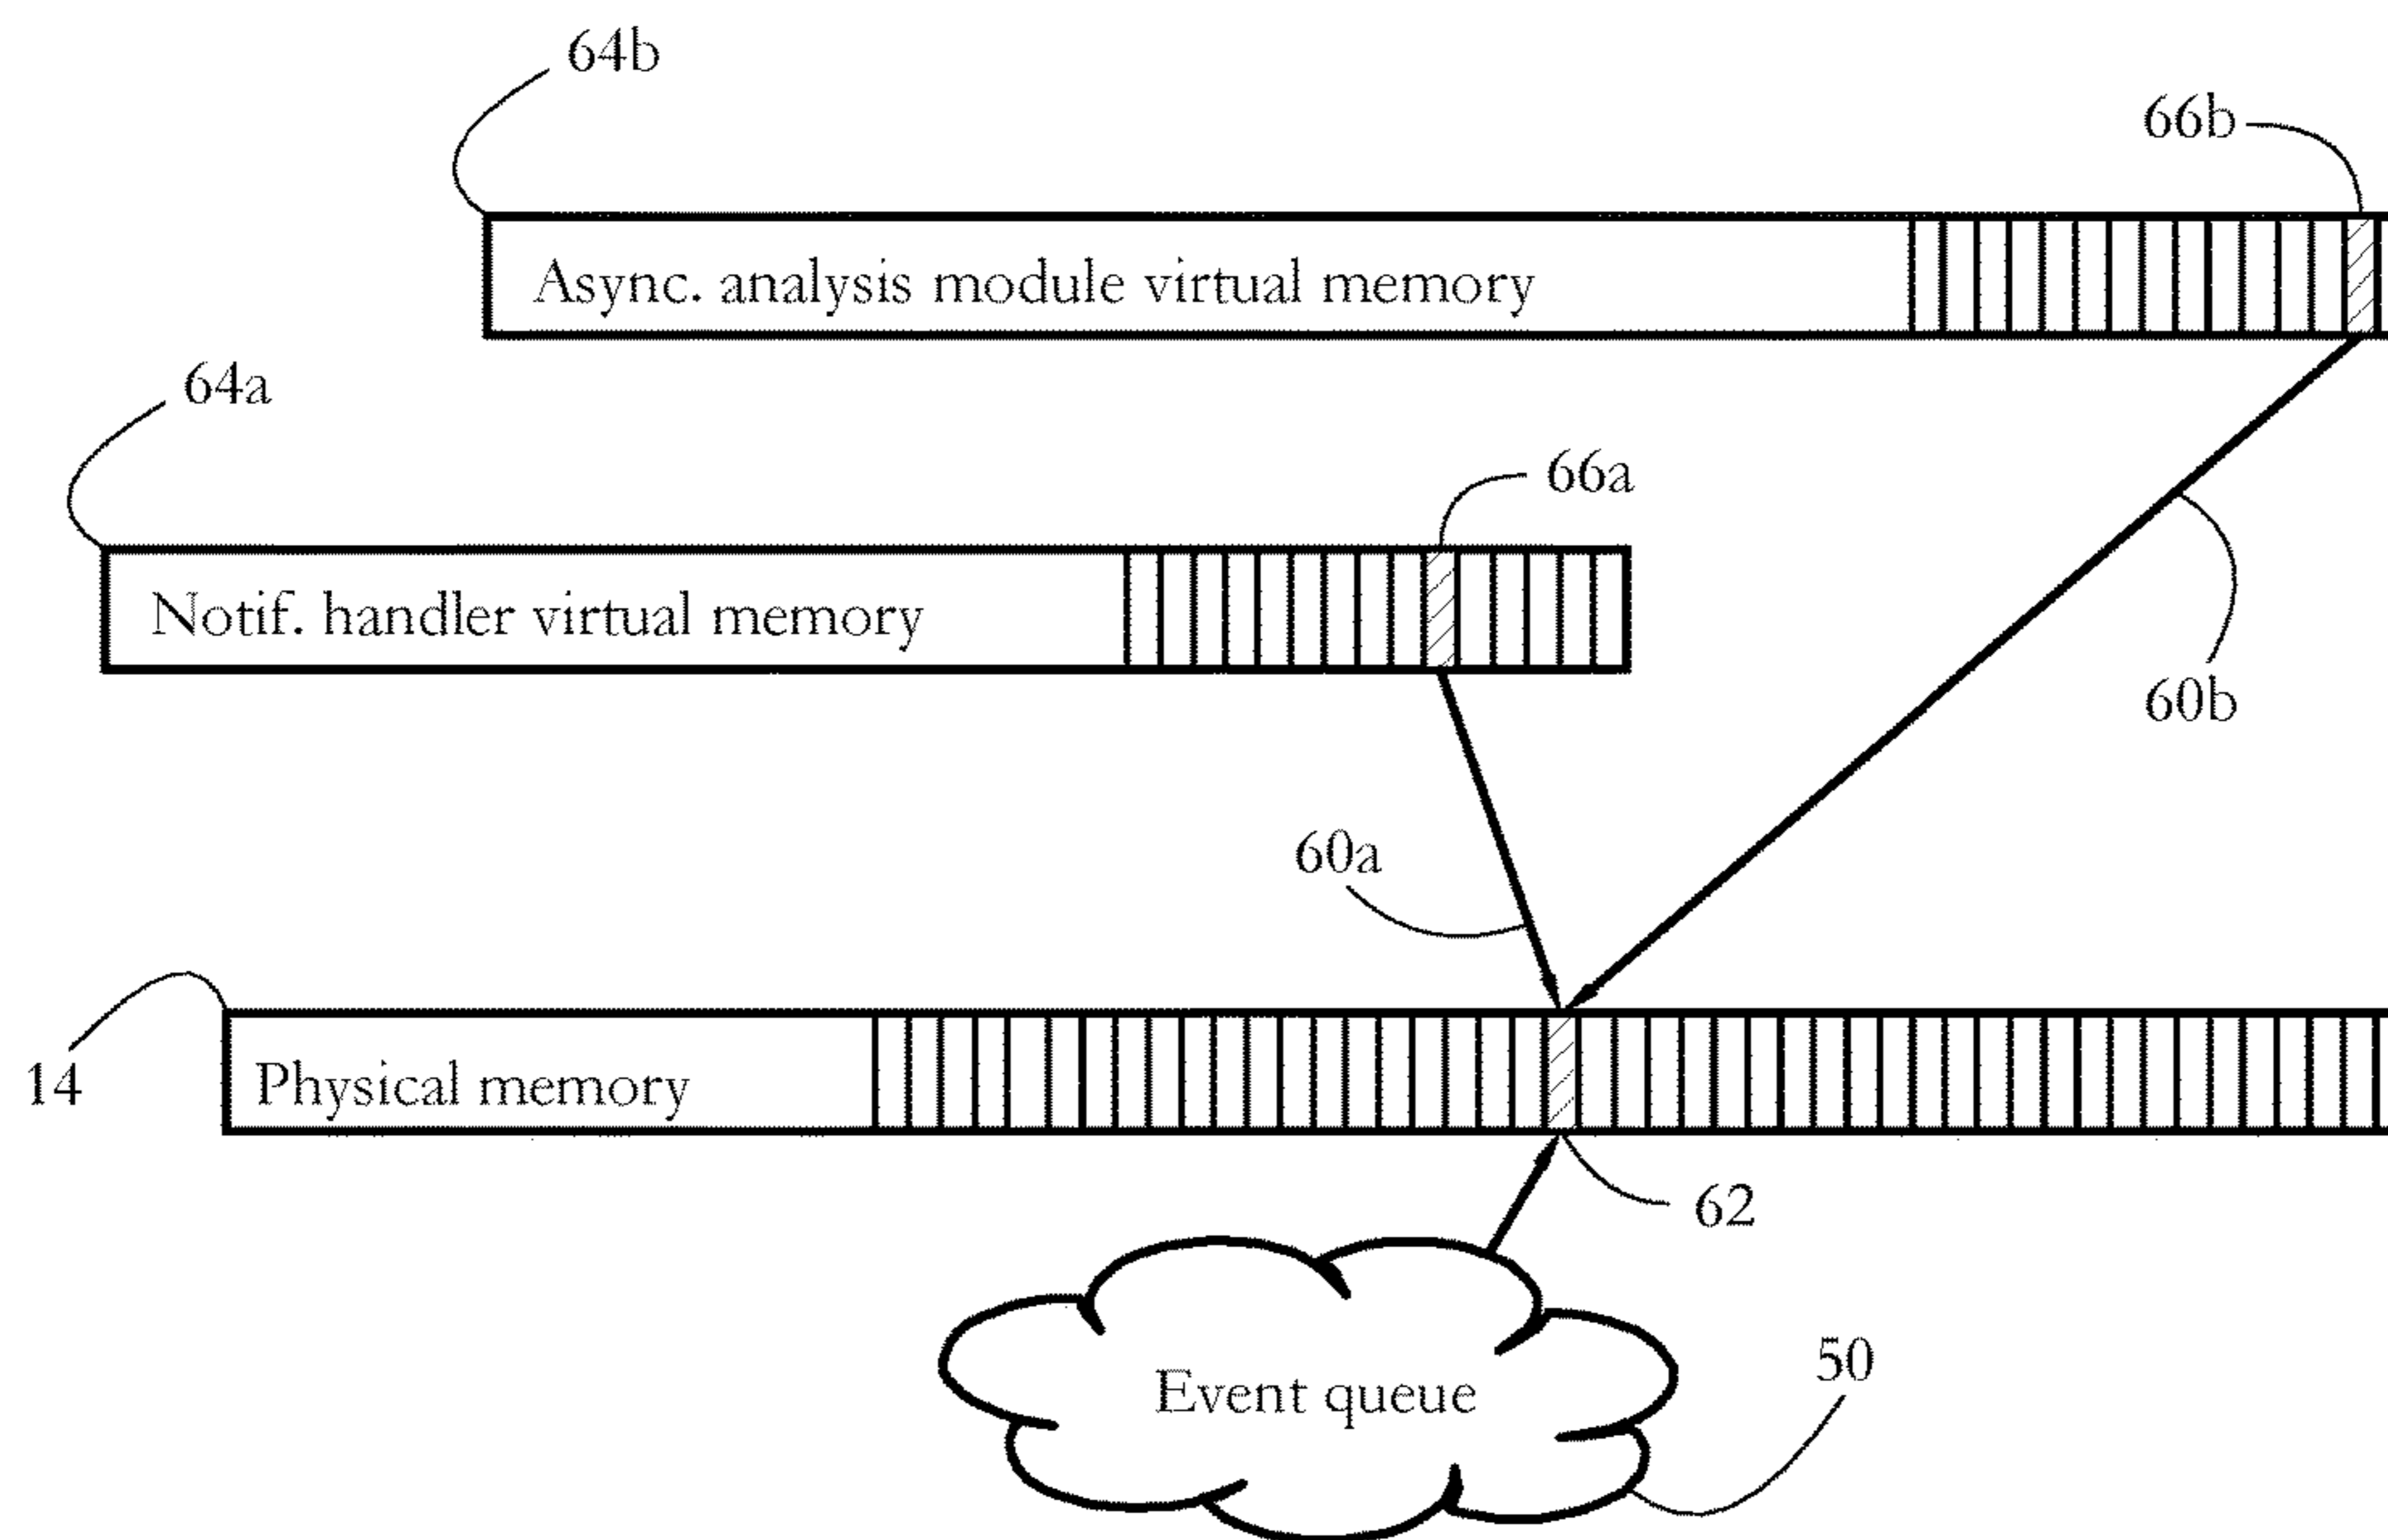 64b
66b
Async. analysis module virtual memory
64a
66a
Notif. handler virtual memory
60b
60a
14
Physical memory
62
Event queue
50